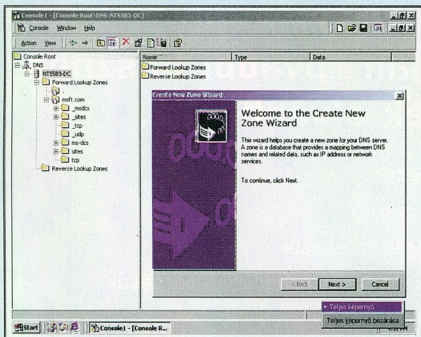 Console1 - [Console Root\DNS\NTS583-DC]
Console Window Help
Action View
Console Root
DNS
NTS583-DC
Forward Lookup Zones
.
msft.com
_msdcs
_sites
_tcp
_udp
ms-dcs
sites
tcp
Reverse Lookup Zones
Name Type Data
Forward Lookup Zones
Reverse Lookup Zones
Create New Zone Wizard
Welcome to the Create New
Zone Wizard
This wizard helps you create a new zone for your DNS server.
A zone is a database that provides a mapping between DNS
names and related data, such as IP address or network
services.
To continue, click Next.
< Back Next > Cancel
Teljes képernyő
Teljes képernyő bezárása
Start Console1 - [Console R...